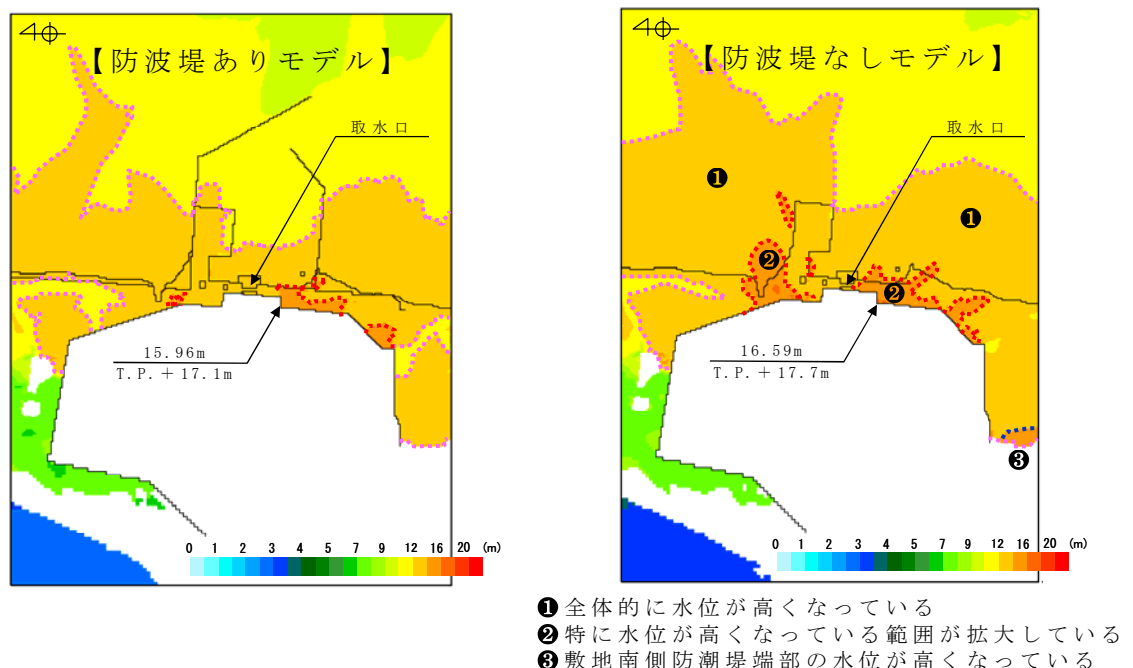 【防波堤ありモデル】
取水口
15.96m
T.P.+17.1m
0 1 2 3 4 5 7 9 12 16 20 (m)
【防波堤なしモデル】
取水口
❶
❶
❷
❷
16.59m
T.P.+17.7m
❸
0 1 2 3 4 5 7 9 12 16 20 (m)
❶全体的に水位が高くなっている
❷特に水位が高くなっている範囲が拡大している
❸敷地南側防潮堤端部の水位が高くなっている